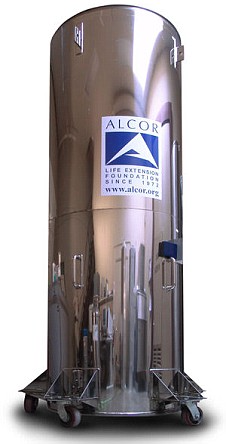 ALCOR
LIFE EXTENSION
FOUNDATION
SINCE 1972
www.alcor.org